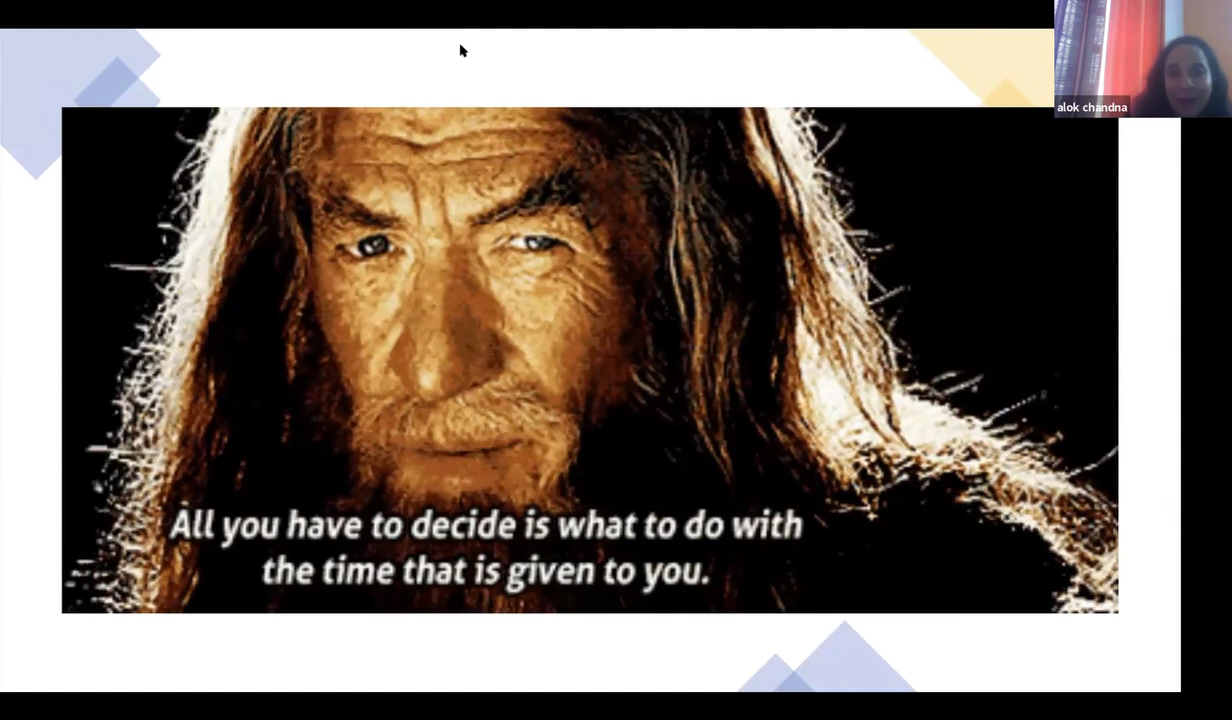 alok chandna
All you have to decide is what to do with
the time that is given to you.